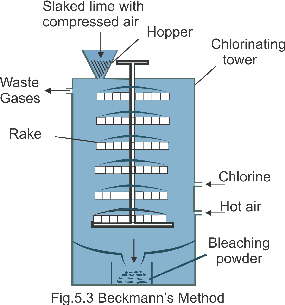 Slaked lime with
compressed air
Hopper
Chlorinating
tower
Waste
Gases
Rake
Chlorine
Hot air
Bleaching
powder
Fig.5.3 Beckmann's Method